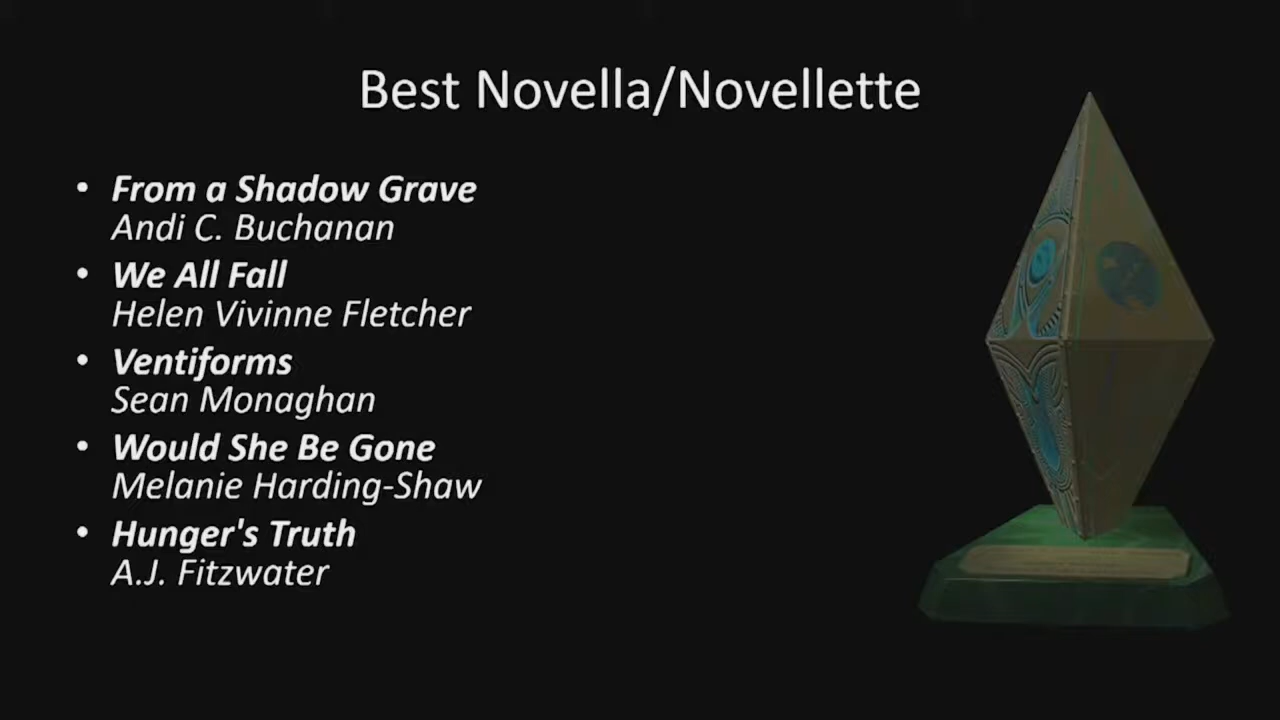 Best Novella/Novellette
• From a Shadow Grave
Andi C. Buchanan
• We All Fall
Helen Vivinne Fletcher
• Ventiforms
Sean Monaghan
• Would She Be Gone
Melanie Harding-Shaw
• Hunger's Truth
A.J. Fitzwater